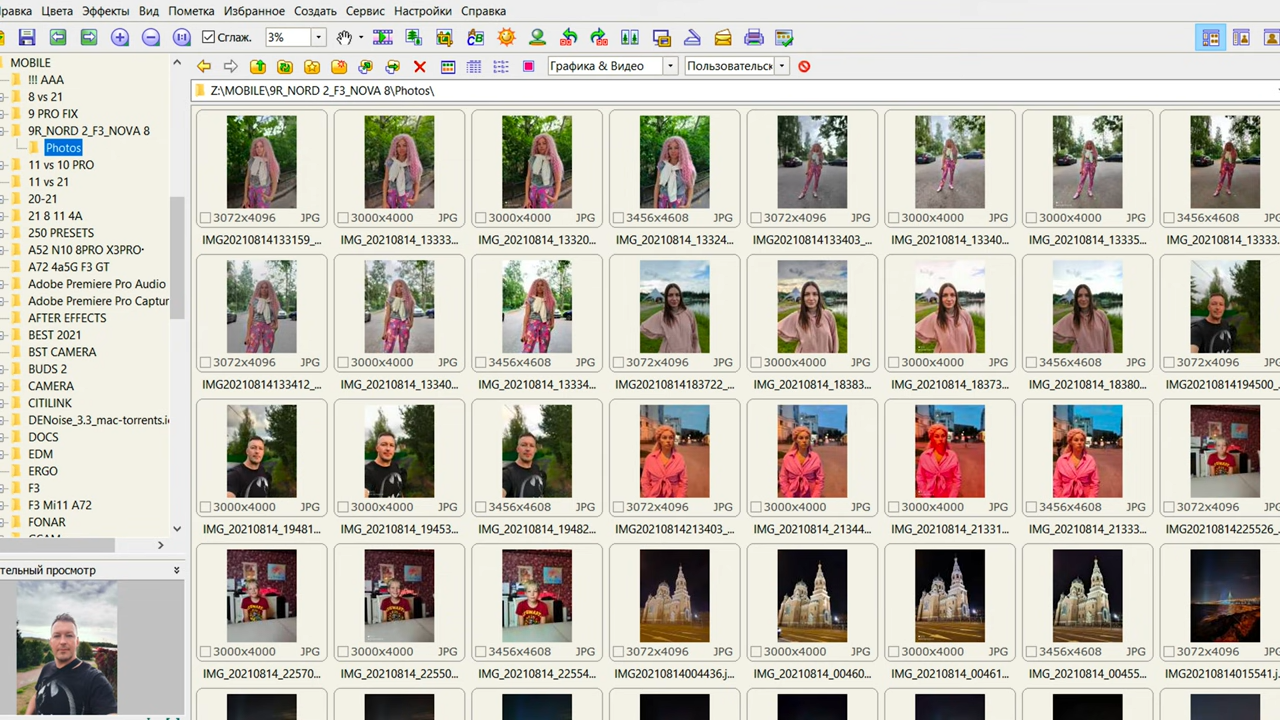 равка Цвета Эффекты Вид Пометка Избранное Создать Сервис Настройки Справка
Сглаж. 3%
MOBILE
!!! AAA
8 vs 21
9 PRO FIX
9R_NORD 2_F3_NOVA 8
Photos
11 vs 10 PRO
11 vs 21
20-21
21 8 11 4A
250 PRESETS
A52 N10 8PRO X3PRO·
A72 4a5G F3 GT
Adobe Premiere Pro Audio
Adobe Premiere Pro Captur
AFTER EFFECTS
BEST 2021
BST CAMERA
BUDS 2
CAMERA
CITILINK
DENoise_3.3_mac-torrents.i
DOCS
EDM
ERGO
F3
F3 Mi11 A72
FONAR
тельный просмотр
Графика & Видео Пользовательск
Z:\MOBILE\9R_NORD 2_F3_NOVA 8\Photos\
3072x4096 JPG 3000x4000 JPG 3000x4000 JPG 3456x4608 JPG 3072x4096 JPG 3000x4000 JPG 3000x4000 JPG 3456x4608 JPG
IMG20210814133159_... IMG_20210814_13333... IMG_20210814_13320... IMG_20210814_13324... IMG20210814133403_... IMG_20210814_13340... IMG_20210814_13335... IMG_20210814_13333...
3072x4096 JPG 3000x4000 JPG 3456x4608 JPG 3072x4096 JPG 3000x4000 JPG 3000x4000 JPG 3456x4608 JPG 3072x4096 JPG
IMG20210814133412_... IMG_20210814_13340... IMG_20210814_13334... IMG20210814183722_... IMG_20210814_18383... IMG_20210814_18373... IMG_20210814_18380... IMG20210814194500_...
3000x4000 JPG 3000x4000 JPG 3456x4608 JPG 3072x4096 JPG 3000x4000 JPG 3000x4000 JPG 3456x4608 JPG 3072x4096 JPG
IMG_20210814_19481... IMG_20210814_19453... IMG_20210814_19482... IMG20210814213403_... IMG_20210814_21344... IMG_20210814_21331... IMG_20210814_21333... IMG20210814225526_...
3000x4000 JPG 3000x4000 JPG 3456x4608 JPG 3072x4096 JPG 3000x4000 JPG 3000x4000 JPG 3456x4608 JPG 3072x4096 JPG
IMG_20210814_22570... IMG_20210814_22550... IMG_20210814_22554... IMG20210814004436.j... IMG_20210814_00460... IMG_20210814_00461... IMG_20210814_00455... IMG20210814015541.j...